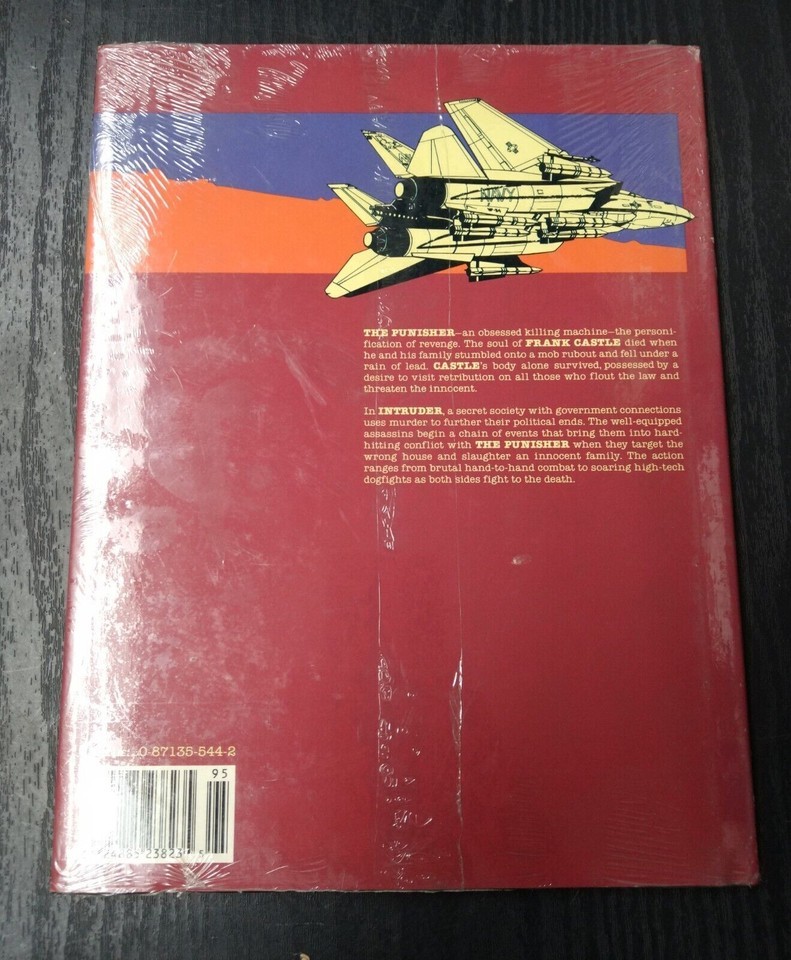 NAVY
THE PUNISHER—an obsessed killing machine—the personi-
fication of revenge. The soul of FRANK CASTLE died when
he and his family stumbled onto a mob rubout and fell under a
rain of lead. CASTLE's body alone survived, possessed by a
desire to visit retribution on all those who flout the law and
threaten the innocent.
In INTRUDER, a secret society with government connections
uses murder to further their political ends. The well-equipped
assassins begin a chain of events that bring them into hard-
hitting conflict with THE PUNISHER when they target the
wrong house and slaughter an innocent family. The action
ranges from brutal hand-to-hand combat to soaring high-tech
dogfights as both sides fight to the death.
0-87135-544-2
95
23823 5